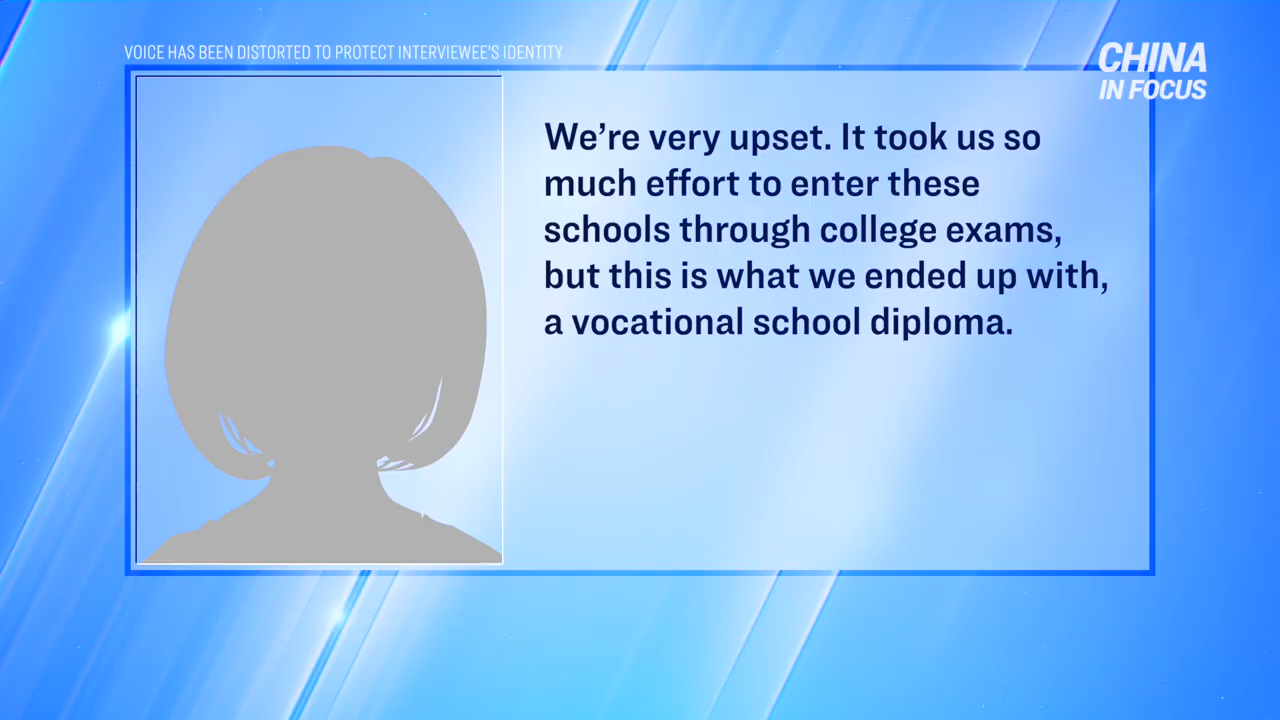 VOICE HAS BEEN DISTORTED TO PROTECT INTERVIEWEE'S IDENTITY
CHINA
IN FOCUS
We’re very upset. It took us so
much effort to enter these
schools through college exams,
but this is what we ended up with,
a vocational school diploma.